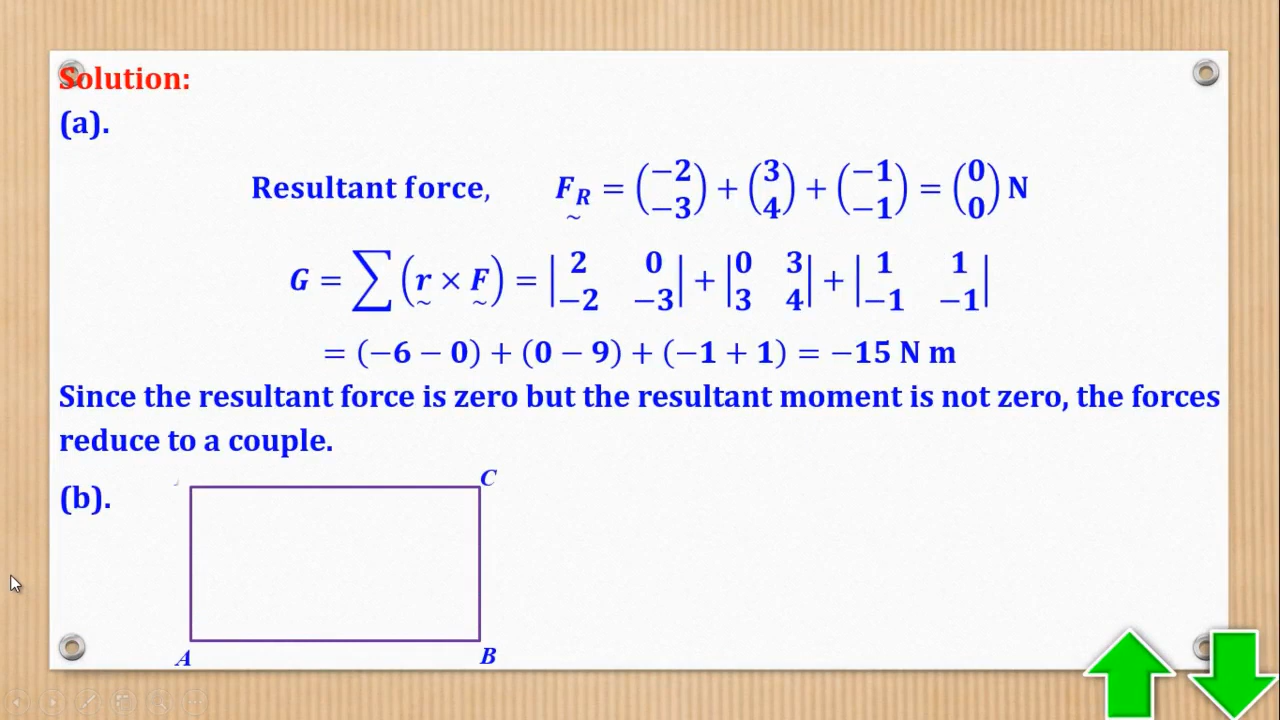 Solution:
(a).
Resultant force, F_R = (−2 −3) + (3 4) + (−1 −1) = (0 0) N
G = ∑(r × F) = |2 0 −2 −3| + |0 3 3 4| + |1 1 −1 −1|
= (−6 − 0) + (0 − 9) + (−1 + 1) = −15 N m
Since the resultant force is zero but the resultant moment is not zero, the forces
reduce to a couple.
(b).
C
A
B